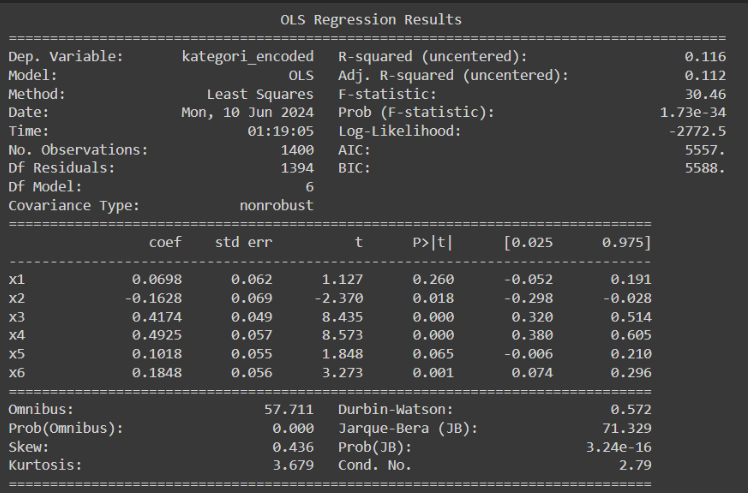 OLS Regression Results
==============================================================================
Dep. Variable: kategori_encoded R-squared (uncentered): 0.116
Model: OLS Adj. R-squared (uncentered): 0.112
Method: Least Squares F-statistic: 30.46
Date: Mon, 10 Jun 2024 Prob (F-statistic): 1.73e-34
Time: 01:19:05 Log-Likelihood: -2772.5
No. Observations: 1400 AIC: 5557.
Df Residuals: 1394 BIC: 5588.
Df Model: 6
Covariance Type: nonrobust
==============================================================================
coef std err t P>|t| [0.025 0.975]
------------------------------------------------------------------------------
x1 0.0698 0.062 1.127 0.260 -0.052 0.191
x2 -0.1628 0.069 -2.370 0.018 -0.298 -0.028
x3 0.4174 0.049 8.435 0.000 0.320 0.514
x4 0.4925 0.057 8.573 0.000 0.380 0.605
x5 0.1018 0.055 1.848 0.065 -0.006 0.210
x6 0.1848 0.056 3.273 0.001 0.074 0.296
==============================================================================
Omnibus: 57.711 Durbin-Watson: 0.572
Prob(Omnibus): 0.000 Jarque-Bera (JB): 71.329
Skew: 0.436 Prob(JB): 3.24e-16
Kurtosis: 3.679 Cond. No. 2.79
==============================================================================